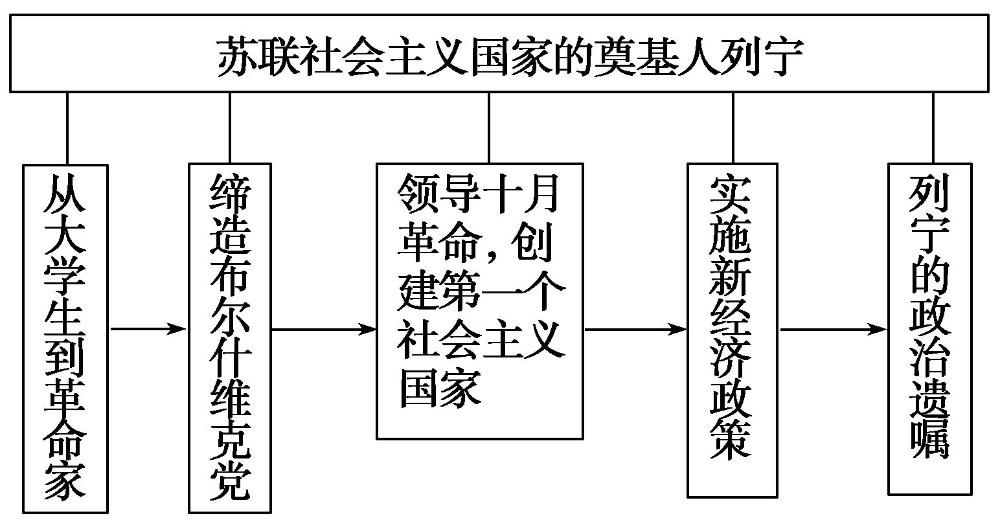 苏联社会主义国家的奠基人列宁
从大学生到革命家
缔造布尔什维克党
领导十月
革命，创
建第一个
社会主义
国家
实施新经济政策
列宁的政治遗嘱